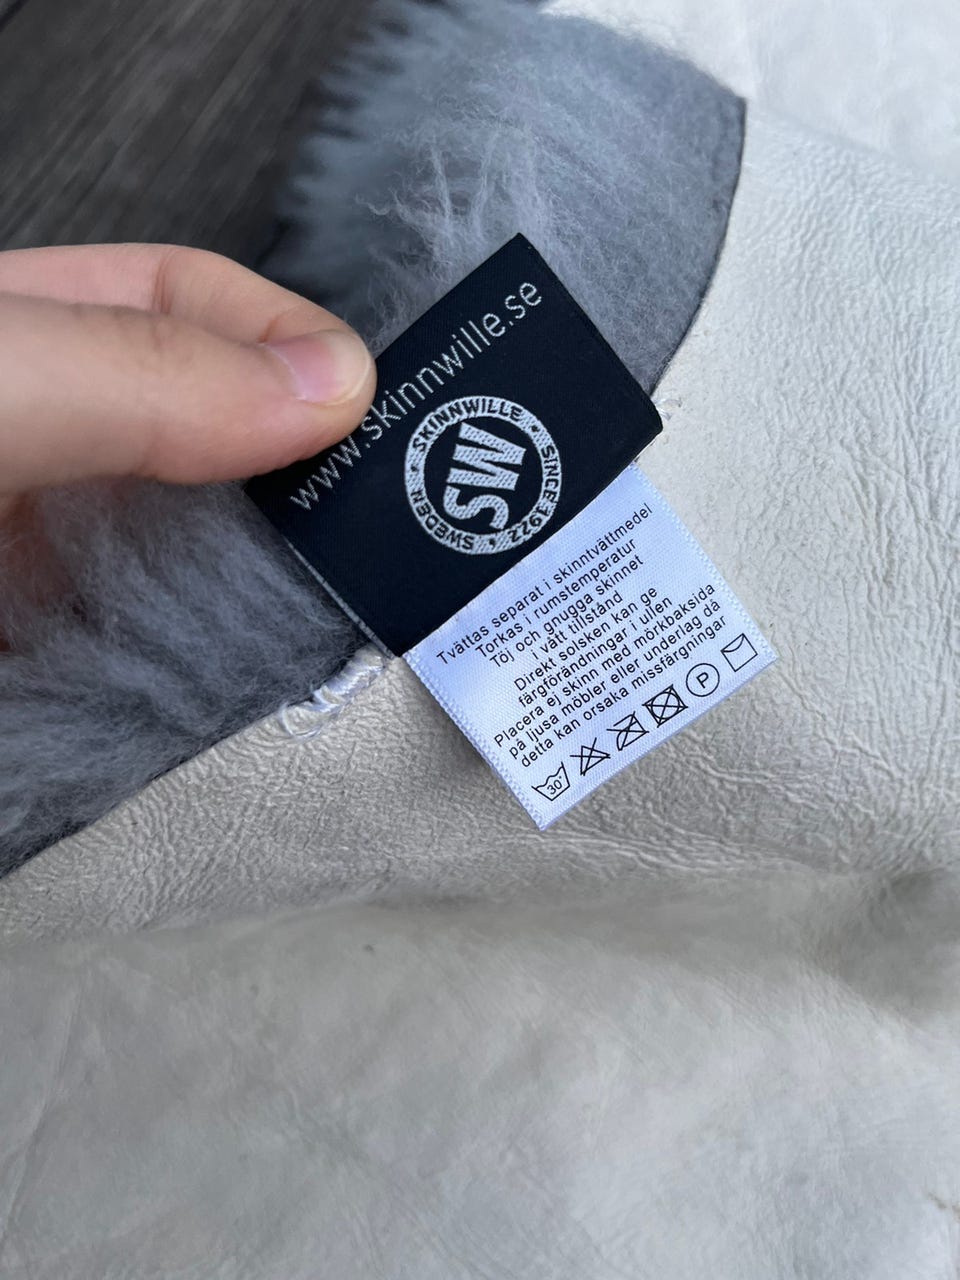 www.skinnwille.se
SKINNWILLE • SINCE 1922 • SWEDEN •
SW
Tvättas separat i skinntvättmedel
Torkas i rumstemperatur
Töj och gnugga skinnet
i vått tillstånd
Direkt solsken kan ge
färgförändningar i ullen
Placera ej skinn med mörkbaksida
på ljusa möbler eller underlag då
detta kan orsaka missfärgningar
30° P